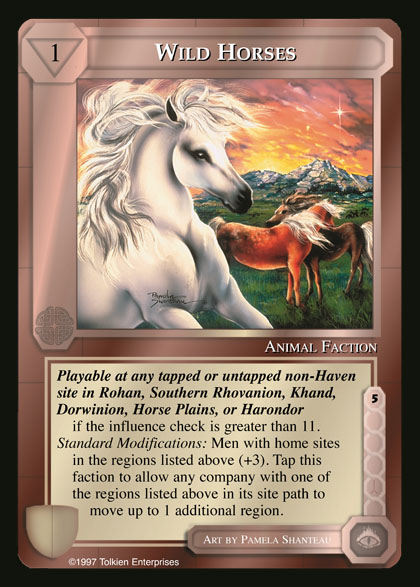 1
WILD HORSES
Pamela
Shanteau
ANIMAL FACTION
Playable at any tapped or untapped non-Haven
site in Rohan, Southern Rhovanion, Khand,
Dorwinion, Horse Plains, or Harondor
if the influence check is greater than 11.
Standard Modifications: Men with home sites
in the regions listed above (+3). Tap this
faction to allow any company with one of
the regions listed above in its site path to
move up to 1 additional region.
5
ART BY PAMELA SHANTEAU
©1997 Tolkien Enterprises